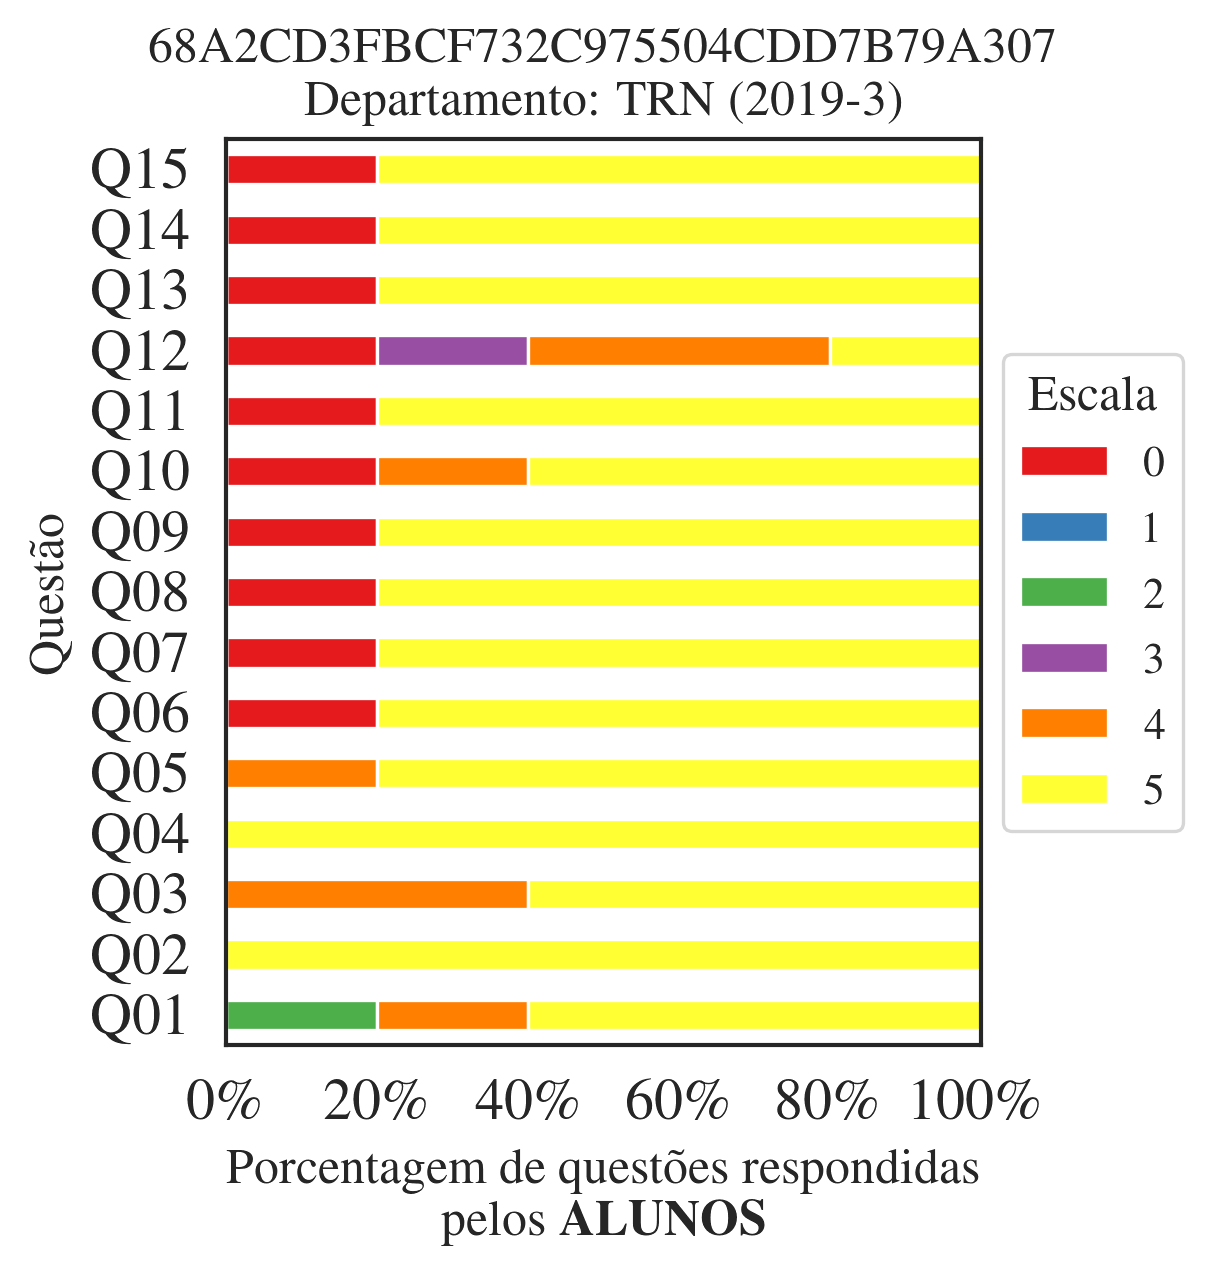 68A2CD3FBCF732C975504CDD7B79A307
Departamento: TRN (2019-3)
Q15
Q14
Q13
Q12
Q11
Q10
Q09
Q08
Q07
Q06
Q05
Q04
Q03
Q02
Q01
Questão
0% 20% 40% 60% 80% 100%
Porcentagem de questões respondidas
pelos ALUNOS
Escala
0
1
2
3
4
5